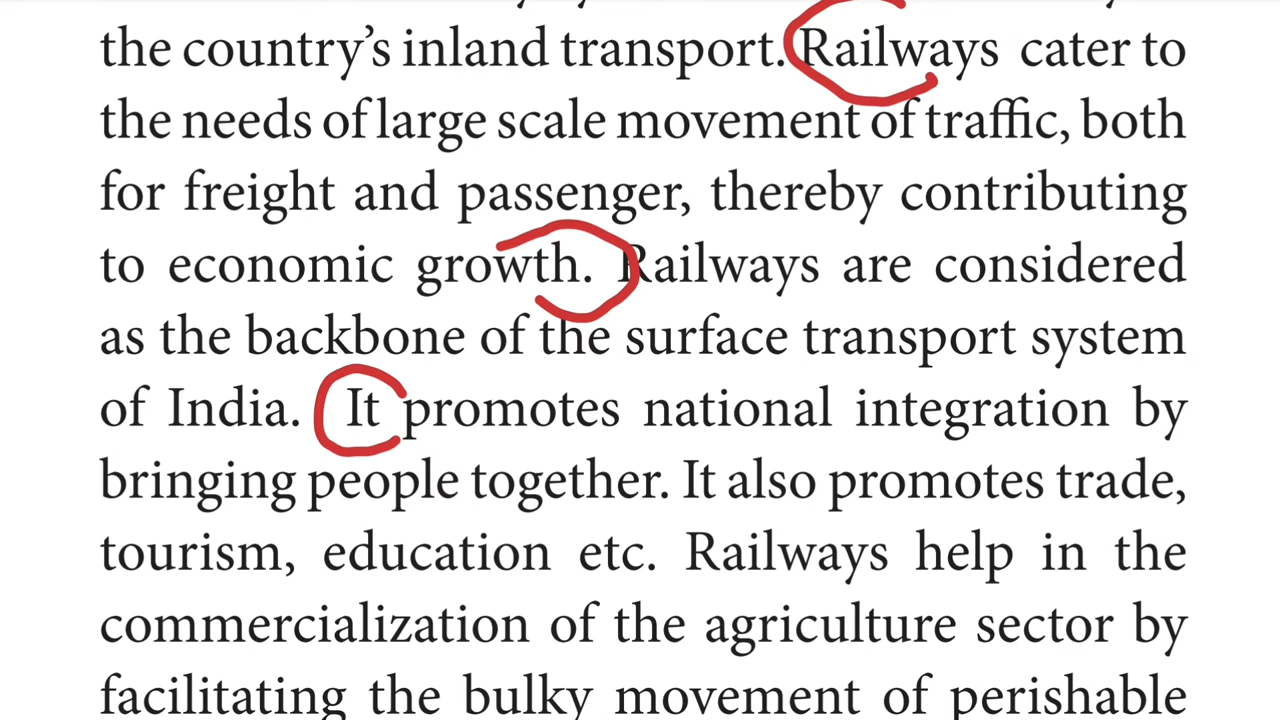 the country's inland transport. Railways cater to
the needs of large scale movement of traffic, both
for freight and passenger, thereby contributing
to economic growth. Railways are considered
as the backbone of the surface transport system
of India. It promotes national integration by
bringing people together. It also promotes trade,
tourism, education etc. Railways help in the
commercialization of the agriculture sector by
facilitating the bulky movement of perishable